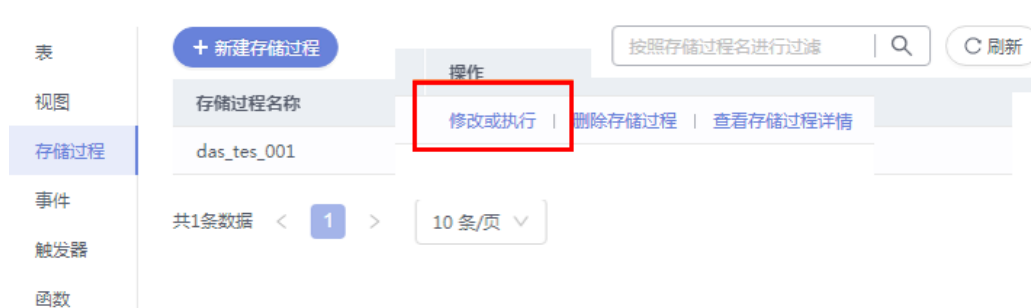 表
视图
存储过程
事件
触发器
函数
+ 新建存储过程
按照存储过程名进行过滤
刷新
存储过程名称
操作
das_tes_001
修改或执行 | 删除存储过程 | 查看存储过程详情
共1条数据 < 1 > 10 条/页